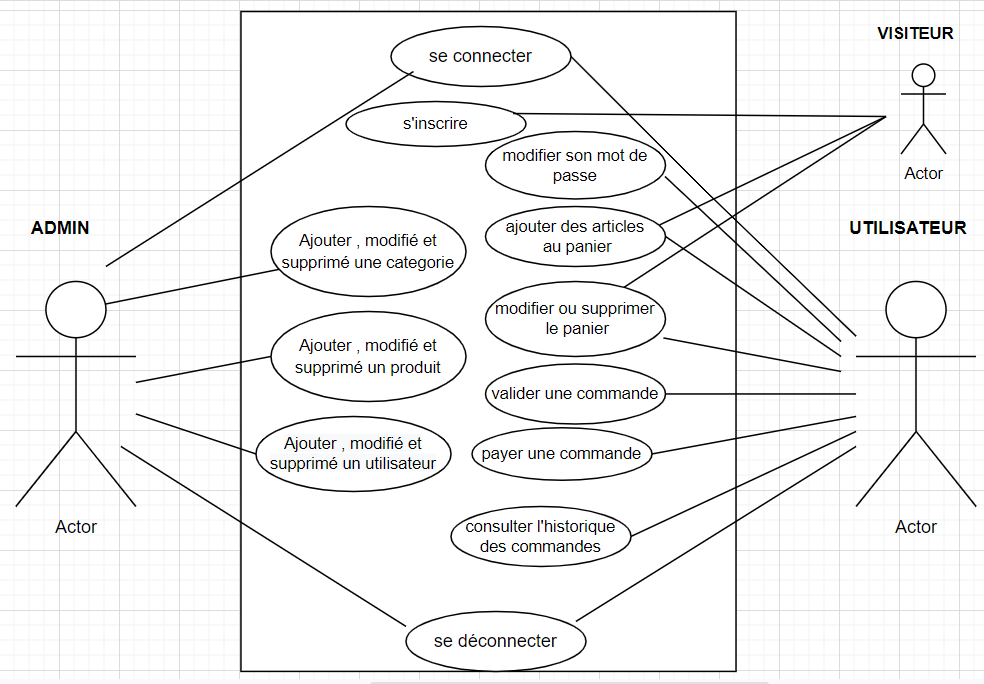 VISITEUR
se connecter
s'inscrire
modifier son mot de
passe
Actor
ADMIN
ajouter des articles
au panier
UTILISATEUR
Ajouter , modifié et
supprimé une categorie
modifier ou supprimer
le panier
Ajouter , modifié et
supprimé un produit
valider une commande
Ajouter , modifié et
supprimé un utilisateur
payer une commande
Actor
consulter l'historique
des commandes
Actor
se déconnecter